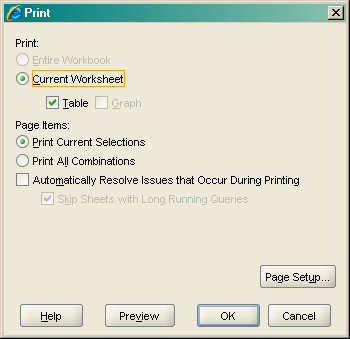 Print
Print:
Entire Workbook
Current Worksheet
Table Graph
Page Items:
Print Current Selections
Print All Combinations
Automatically Resolve Issues that Occur During Printing
Skip Sheets with Long Running Queries
Page Setup...
Help Preview OK Cancel